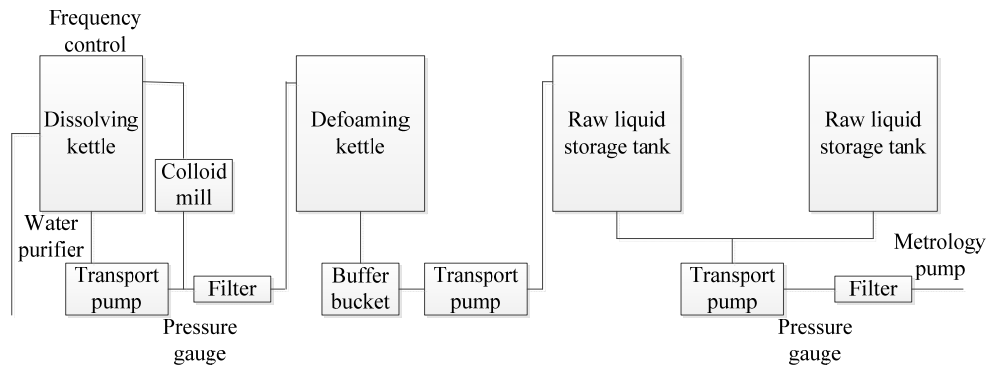 Frequency
control
Dissolving
kettle
Colloid
mill
Water
purifier
Transport
pump
Filter
Pressure
gauge
Defoaming
kettle
Buffer
bucket
Transport
pump
Raw liquid
storage tank
Raw liquid
storage tank
Transport
pump
Filter
Pressure
gauge
Metrology
pump